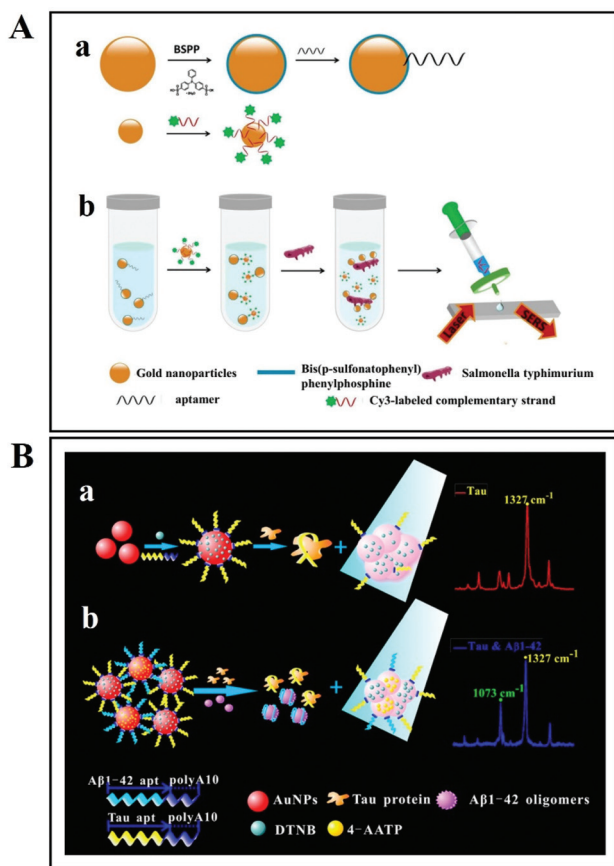 A
a
BSPP
b
Laser
SERS
Gold nanoparticles
Bis(p-sulfonatophenyl)
phenylphosphine
Salmonella typhimurium
aptamer
Cy3-labeled complementary strand
B
a
Tau
1327 cm⁻¹
b
Tau & Aβ1-42
1327 cm⁻¹
1073 cm⁻¹
Aβ1-42 apt polyA10
Tau apt polyA10
AuNPs
Tau protein
Aβ1-42 oligomers
DTNB
4-AATP